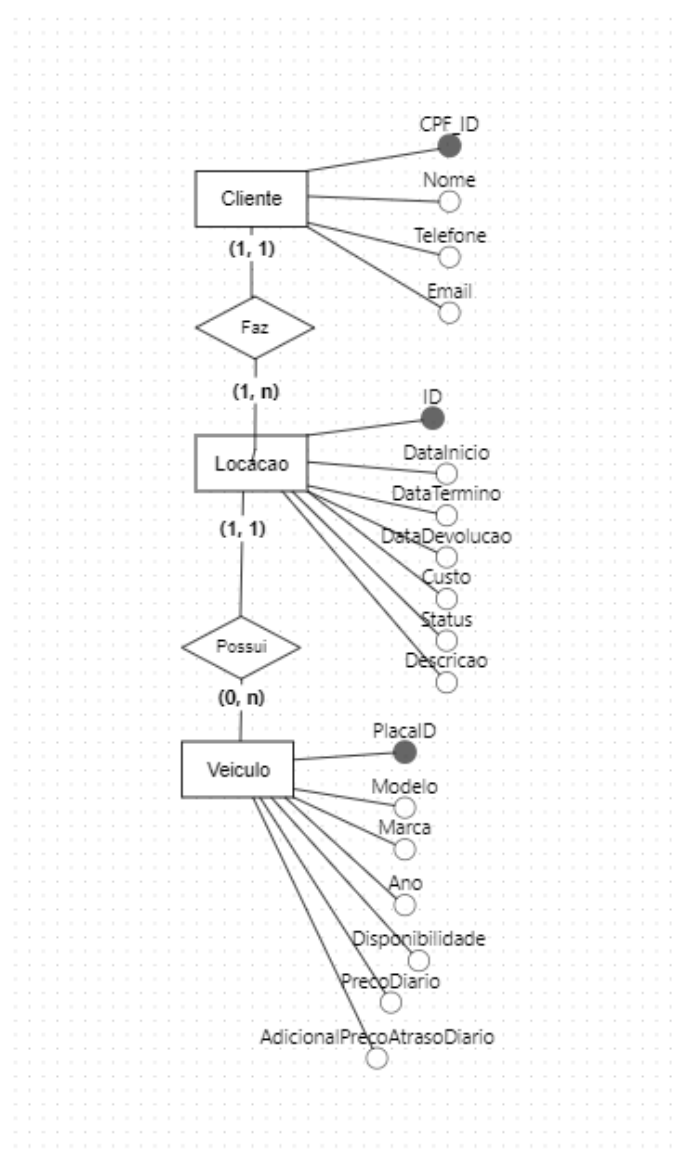 CPF_ID
Cliente
Nome
Telefone
(1, 1)
Email
Faz
(1, n)
ID
Locacao
DataInicio
DataTermino
(1, 1)
DataDevolucao
Custo
Status
Possui
Descricao
(0, n)
PlacaID
Veiculo
Modelo
Marca
Ano
Disponibilidade
PrecoDiario
AdicionalPreçoAtrasoDiario